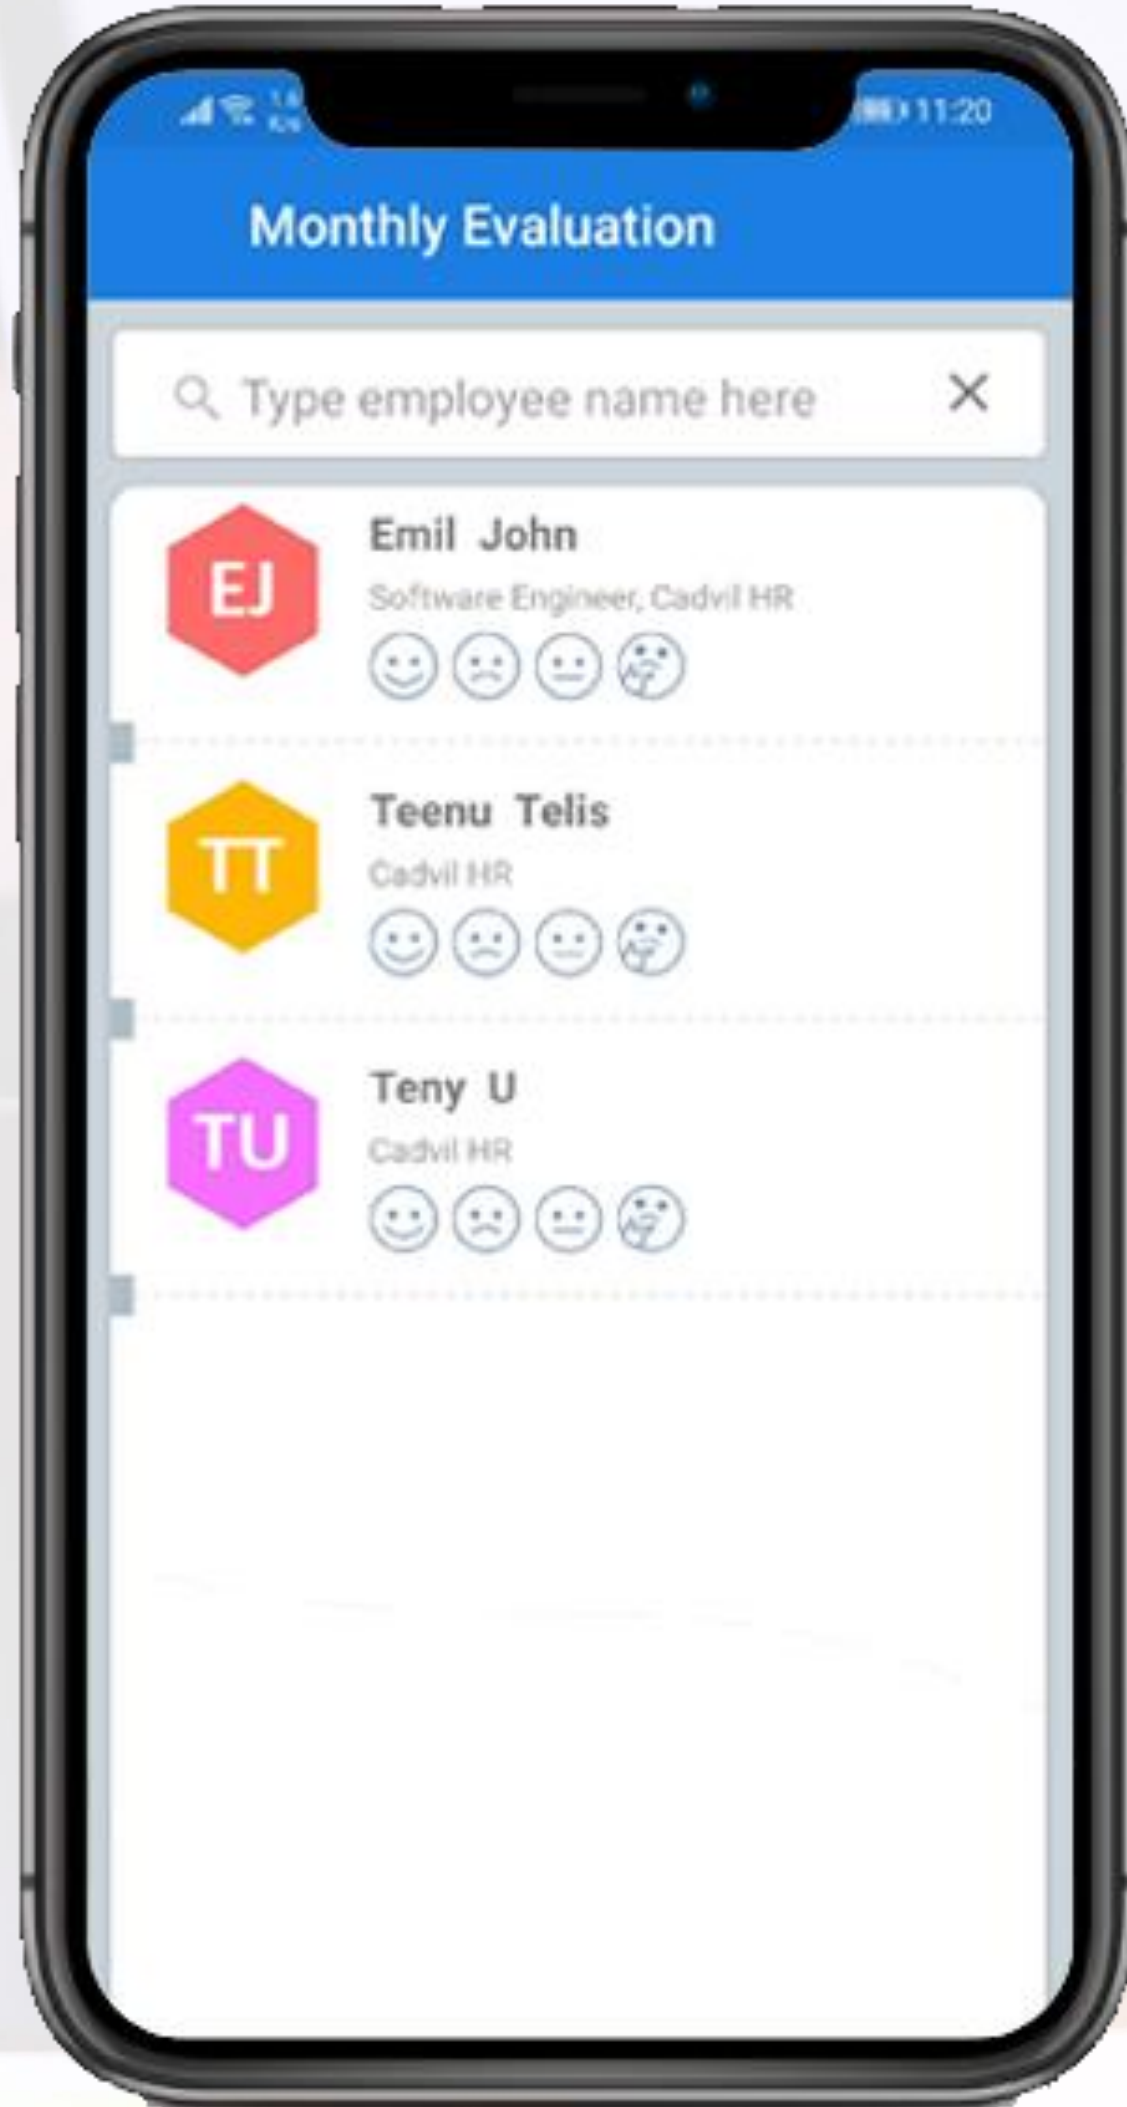 11:20
Monthly Evaluation
Type employee name here
EJ
Emil John
Software Engineer, Cadvil HR
TT
Teenu Telis
Cadvil HR
TU
Teny U
Cadvil HR